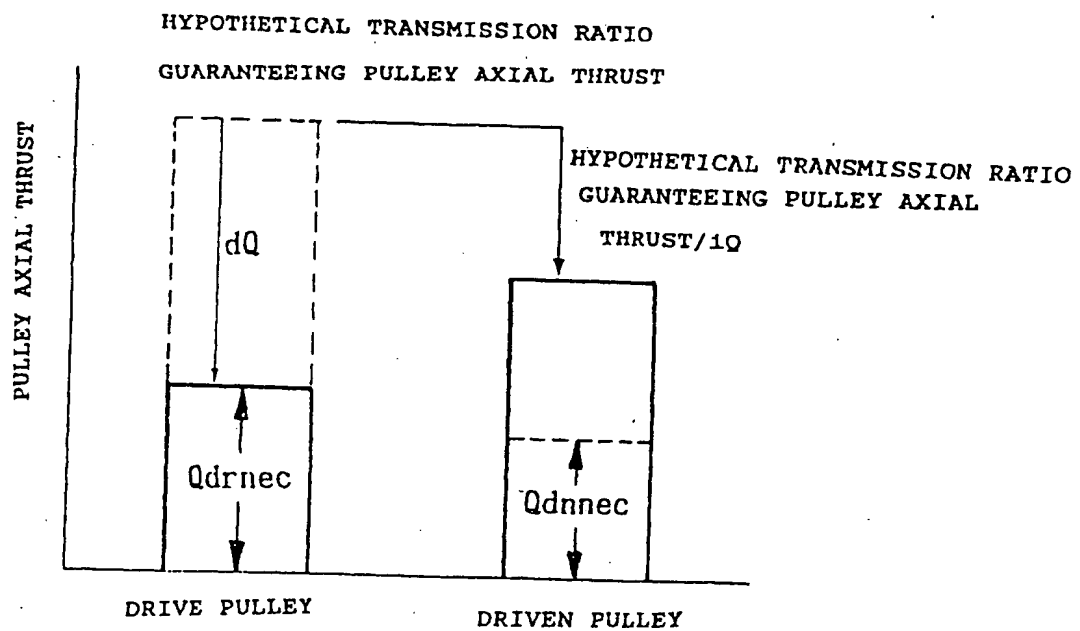 HYPOTHETICAL TRANSMISSION RATIO
GUARANTEEING PULLEY AXIAL THRUST
PULLEY AXIAL THRUST
HYPOTHETICAL TRANSMISSION RATIO
GUARANTEEING PULLEY AXIAL
THRUST/iQ
dQ
Qdrnec
Qdnnec
DRIVE PULLEY
DRIVEN PULLEY